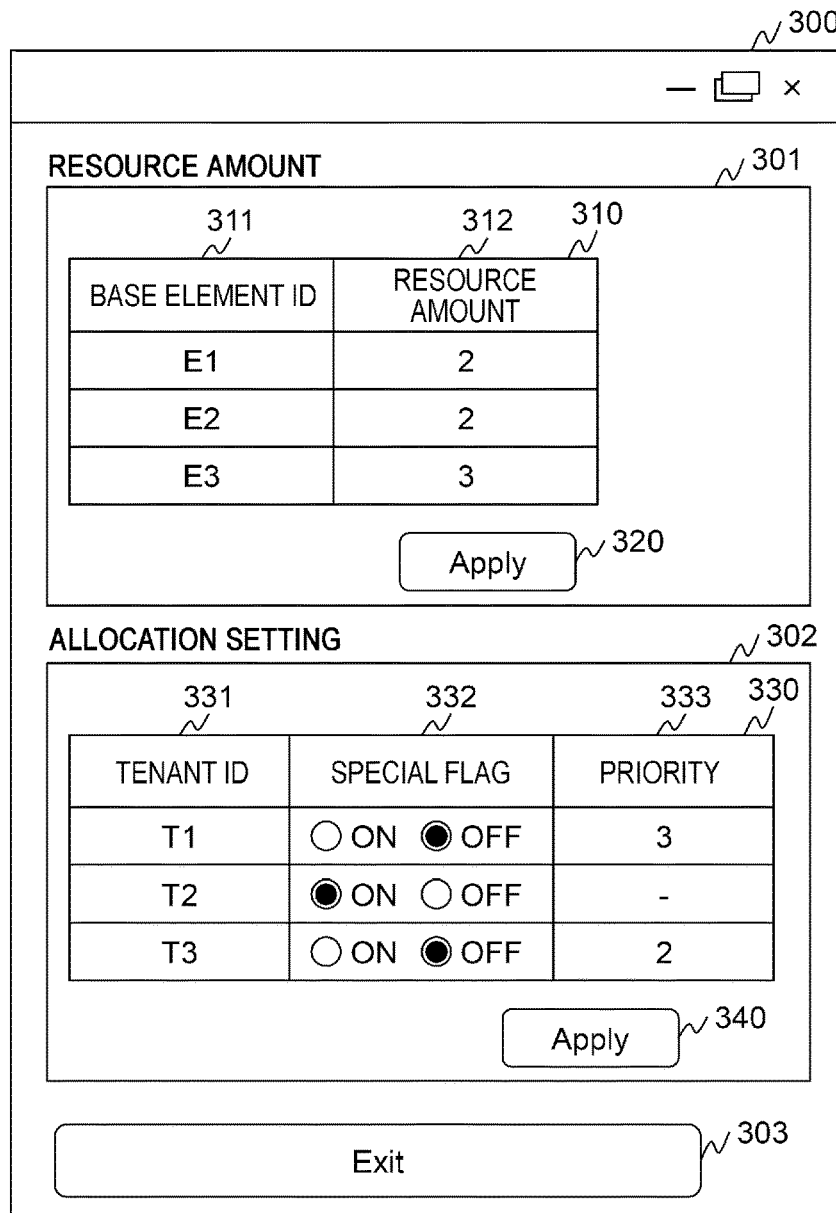 300
— ×
RESOURCE AMOUNT
301
311 312 310
BASE ELEMENT ID RESOURCE AMOUNT
E1 2
E2 2
E3 3
Apply 320
ALLOCATION SETTING
302
331 332 333 330
TENANT ID SPECIAL FLAG PRIORITY
T1 ON OFF 3
T2 ON OFF -
T3 ON OFF 2
Apply 340
Exit 303